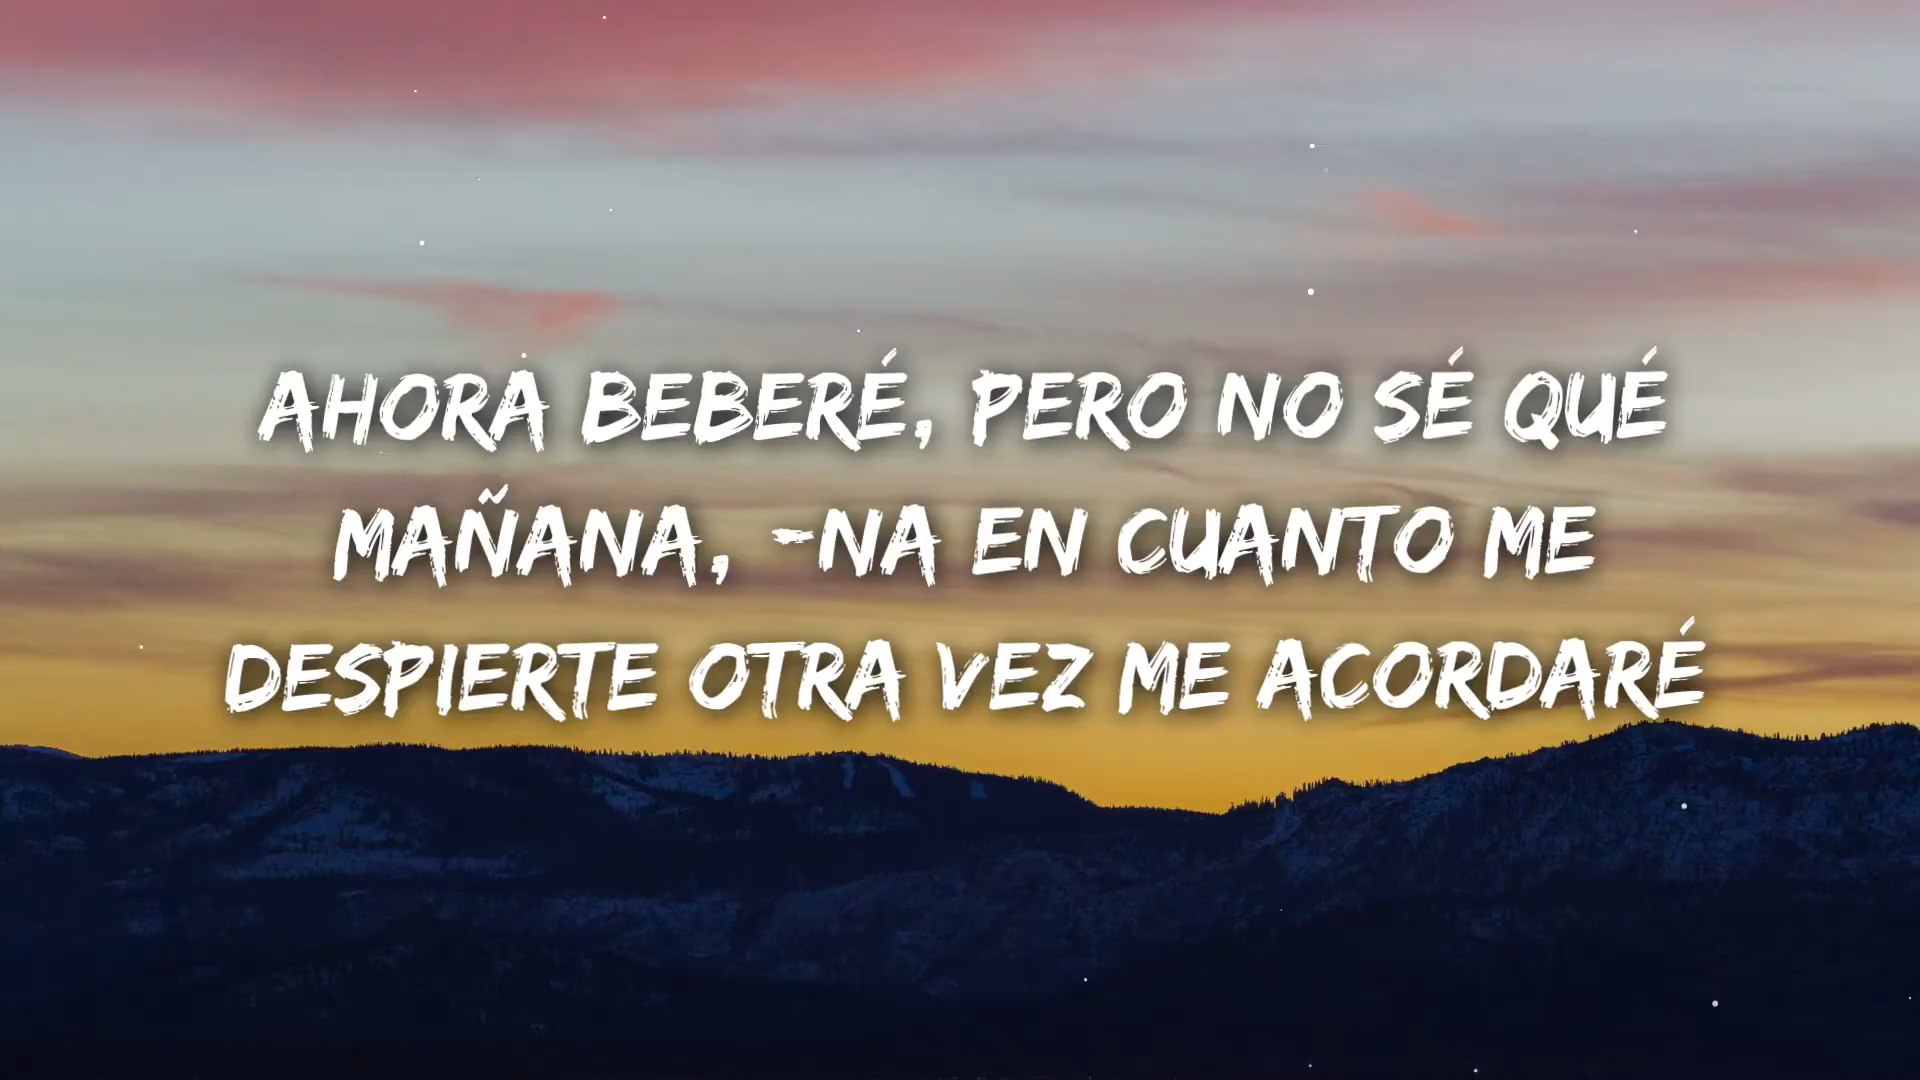 AHORA BEBERÉ, PERO NO SÉ QUÉ
MAÑANA, -NA EN CUANTO ME
DESPIERTE OTRA VEZ ME ACORDARÉ